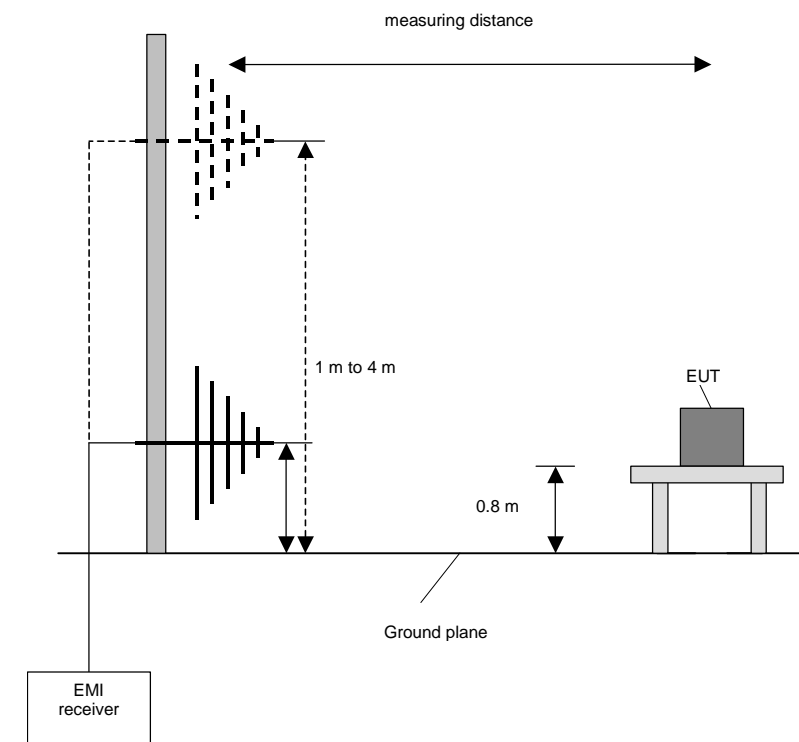 measuring distance
1 m to 4 m
EUT
0.8 m
Ground plane
EMI
receiver